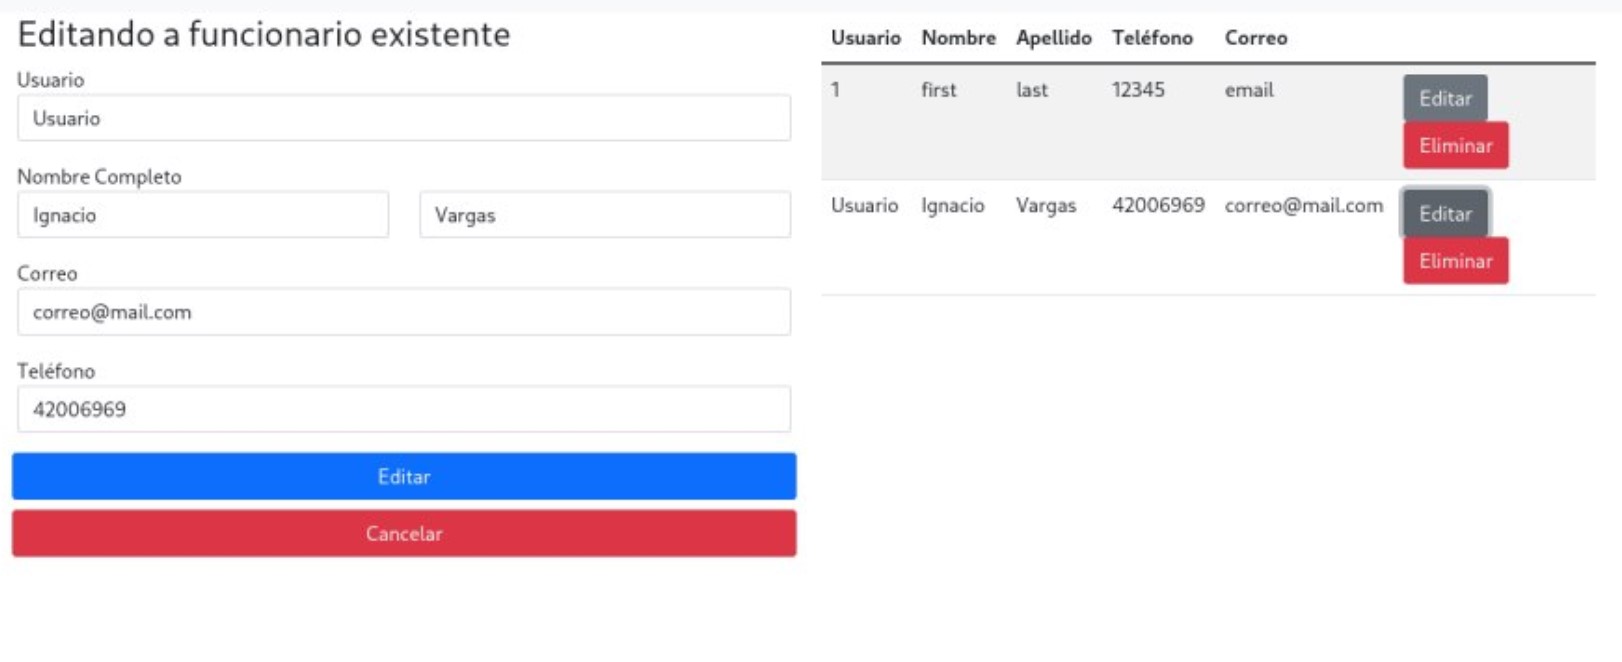 Editando a funcionario existente
Usuario
Usuario
Nombre Completo
Ignacio Vargas
Correo
correo@mail.com
Teléfono
42006969
Editar
Cancelar
Usuario Nombre Apellido Teléfono Correo
1 first last 12345 email Editar
Eliminar
Usuario Ignacio Vargas 42006969 correo@mail.com Editar
Eliminar